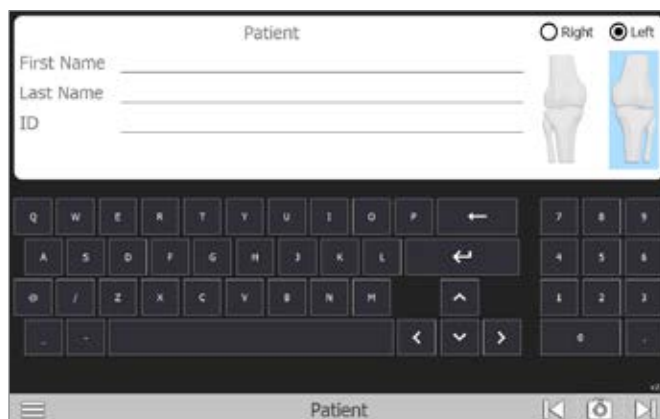 Patient
Right Left
First Name
Last Name
ID
Q W E R T Y U I O P 7 8 9
A S D F G H J K L 4 5 6
@ / Z X C V B N M 1 2 3
_ - 0 .
Patient